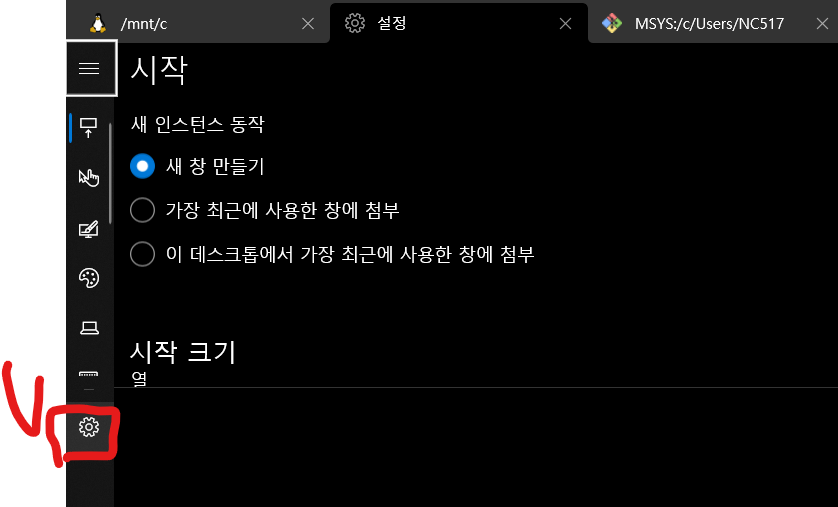 /mnt/c
설정
MSYS:/c/Users/NC517
시작
새 인스턴스 동작
새 창 만들기
가장 최근에 사용한 창에 첨부
이 데스크톱에서 가장 최근에 사용한 창에 첨부
시작 크기
열